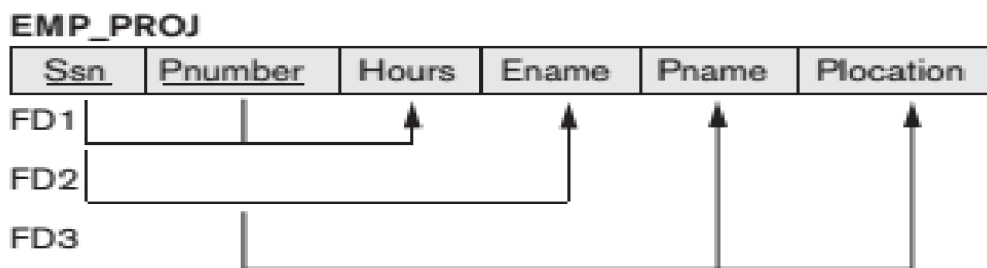 EMP_PROJ
Ssn Pnumber Hours Ename Pname Plocation
FD1
FD2
FD3